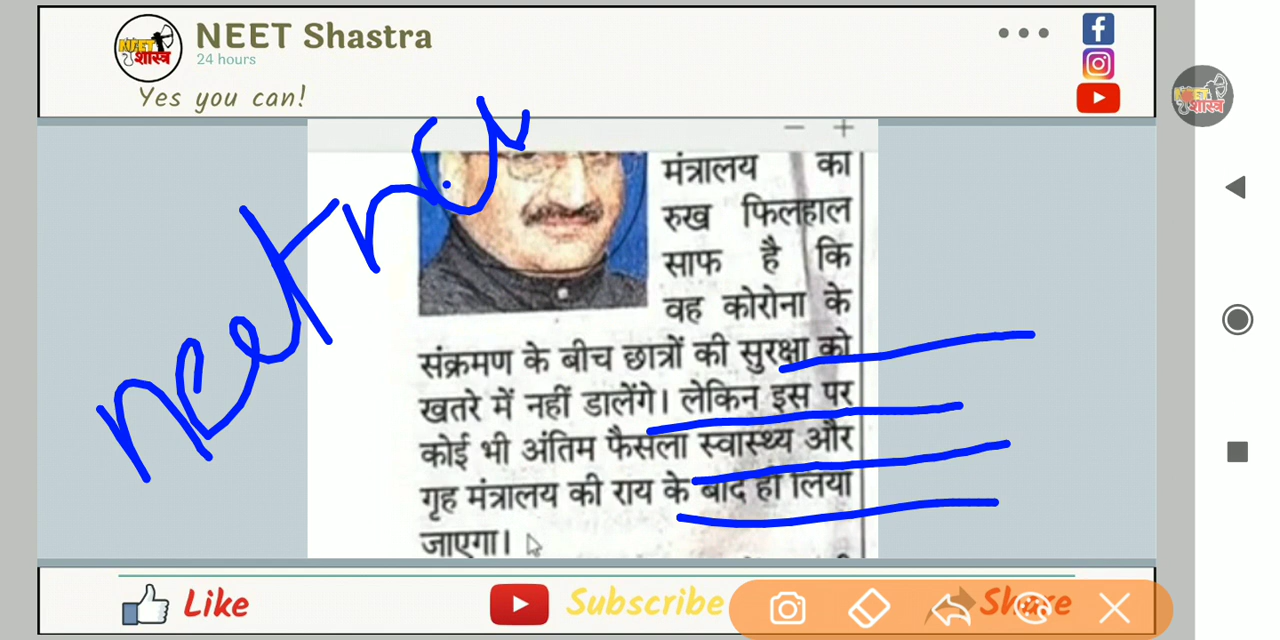 NEET Shastra
24 hours
Yes you can!
NEET
शास्त्र
NEET
शास्त्र
मंत्रालय का
रुख फिलहाल
साफ है कि
वह कोरोना के
संक्रमण के बीच छात्रों की सुरक्षा को
खतरे में नहीं डालेंगे। लेकिन इस पर
कोई भी अंतिम फैसला स्वास्थ्य और
गृह मंत्रालय की राय के बाद ही लिया
जाएगा।
Like
Subscribe
Share